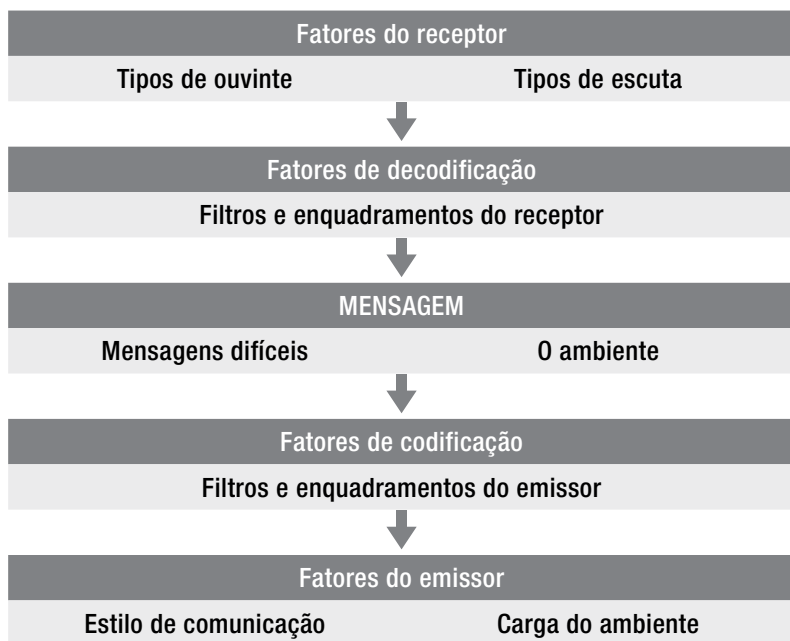 Fatores do receptor
Tipos de ouvinte Tipos de escuta
Fatores de decodificação
Filtros e enquadramentos do receptor
MENSAGEM
Mensagens difíceis O ambiente
Fatores de codificação
Filtros e enquadramentos do emissor
Fatores do emissor
Estilo de comunicação Carga do ambiente